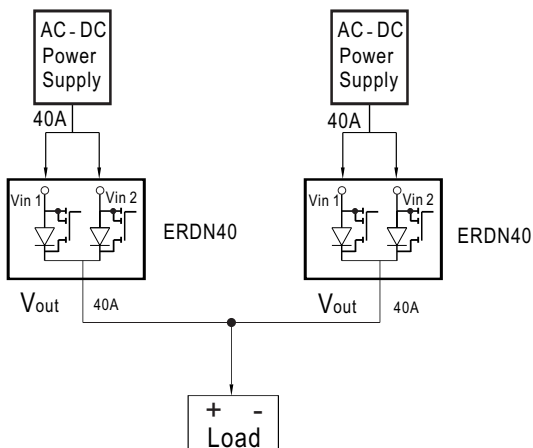 AC - DC
Power
Supply
40A
Vin 1
Vin 2
ERDN40
Vout
40A
AC - DC
Power
Supply
40A
Vin 1
Vin 2
ERDN40
Vout
40A
+ -
Load